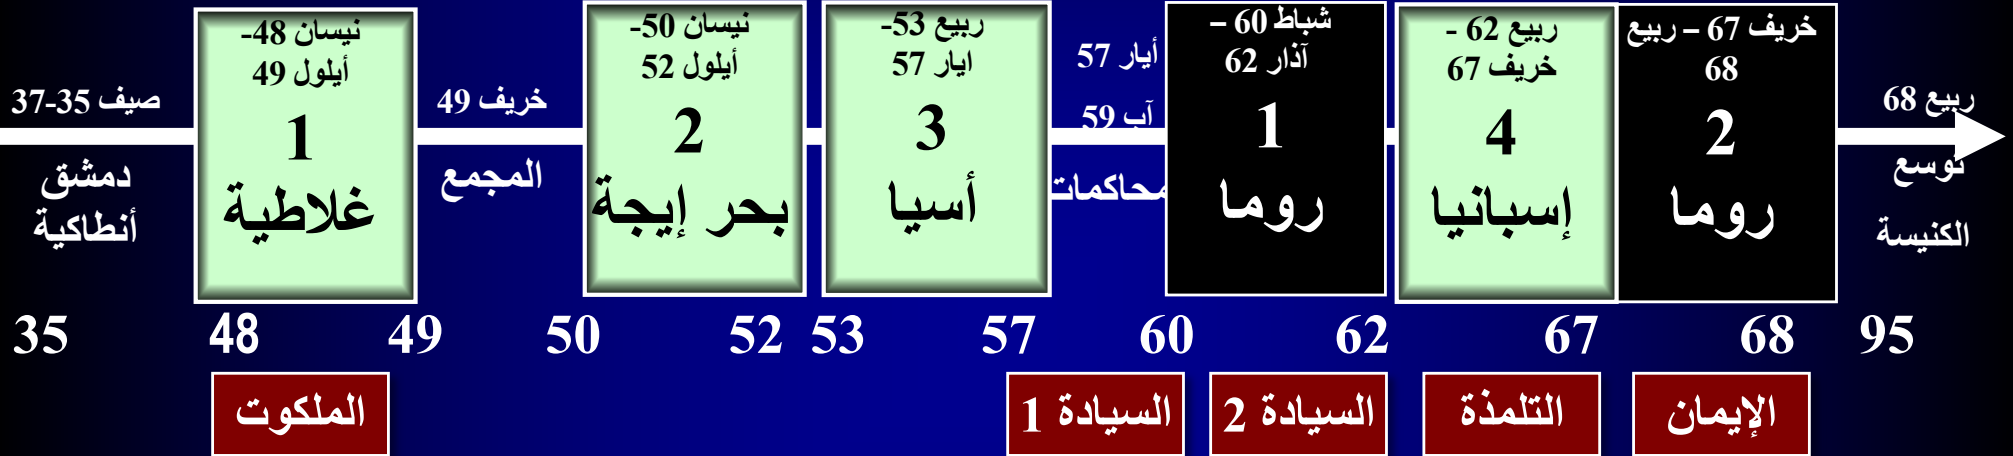 صيف 35-37
دمشق
أنطاكية
نيسان 48-
أيلول 49
1
غلاطية
خريف 49
المجمع
نيسان 50-
أيلول 52
2
بحر إيجة
ربيع 53-
ايار 57
3
أسيا
أيار 57
آب 59
محاكمات
شباط 60 –
آذار 62
1
روما
ربيع 62 -
خريف 67
4
إسبانيا
خريف 67 – ربيع
68
2
روما
ربيع 68
توسع
الكنيسة
35 48 49 50 52 53 57 60 62 67 68 95
الملكوت
السيادة 1
السيادة 2
التلمذة
الإيمان